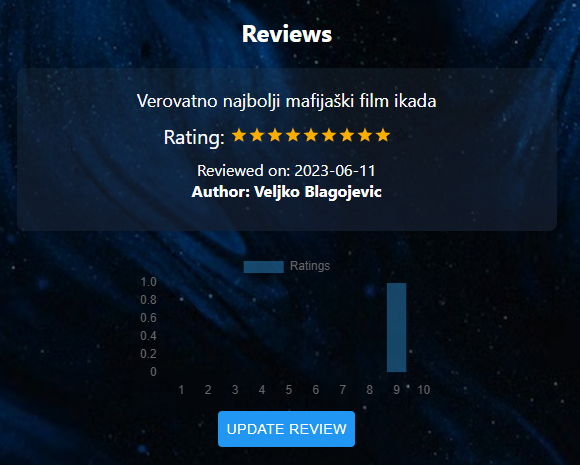 Reviews
Verovatno najbolji mafijaški film ikada
Rating: ★★★★★★★★★
Reviewed on: 2023-06-11
Author: Veljko Blagojevic
Ratings
1.0
0.8
0.6
0.4
0.2
0
1 2 3 4 5 6 7 8 9 10
UPDATE REVIEW